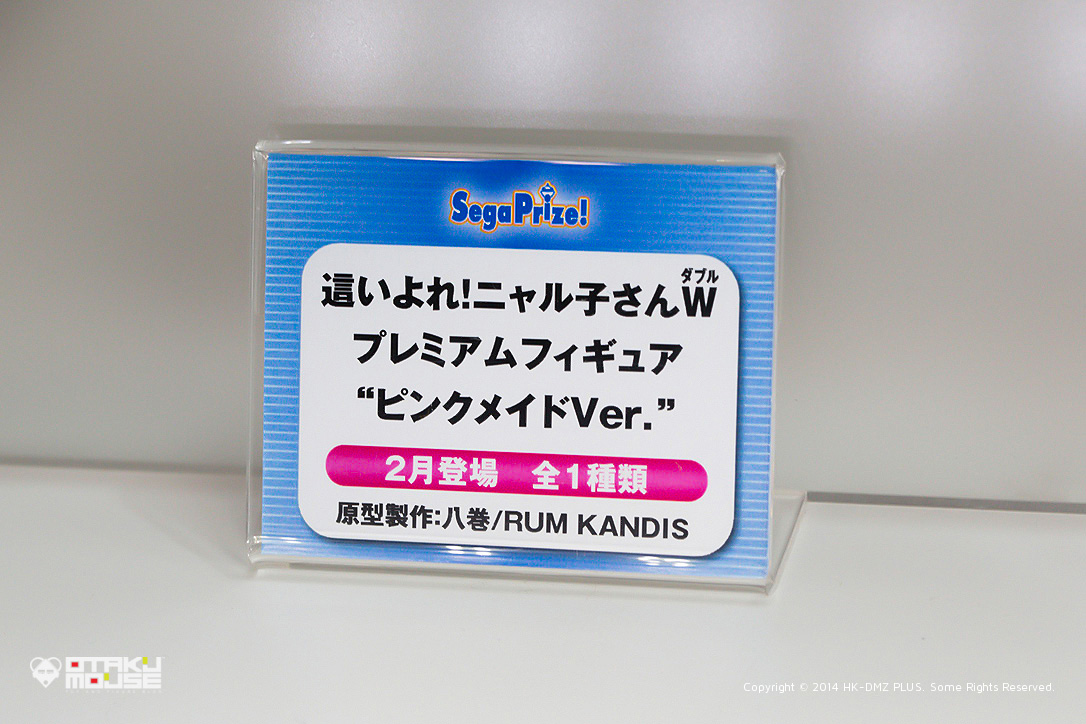 SegaPrize!
ダブル
這いよれ!ニャル子さんW
プレミアムフィギュア
“ピンクメイドVer.”
2月登場　全1種類
原型製作:八巻/RUM KANDIS
OTAKU
MOUSE
Copyright © 2014 HK-DMZ PLUS. Some Rights Reserved.